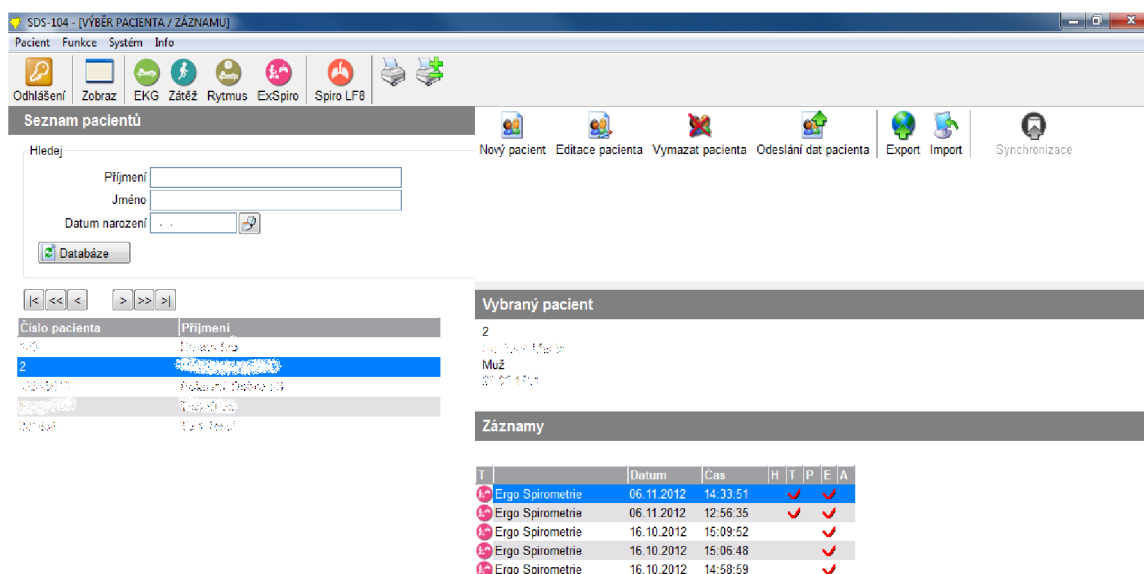 SDS-104 - [VÝBĚR PACIENTA / ZÁZNAMU]
Pacient Funkce Systém Info
Odhlášení Zobraz EKG Zátěž Rytmus ExSpiro Spiro LF8
Seznam pacientů
Hledej
Příjmení
Jméno
Datum narození . .
Databáze
|< << < > >> >|
Číslo pacienta Příjmení
2
Nový pacient Editace pacienta Vymazat pacienta Odeslání dat pacienta Export Import Synchronizace
Vybraný pacient
2
Muž
Záznamy
T Datum Čas H T P E A
Ergo Spirometrie 06.11.2012 14:33:51
Ergo Spirometrie 06.11.2012 12:56:35
Ergo Spirometrie 16.10.2012 15:09:52
Ergo Spirometrie 16.10.2012 15:06:48
Ergo Spirometrie 16.10.2012 14:58:59